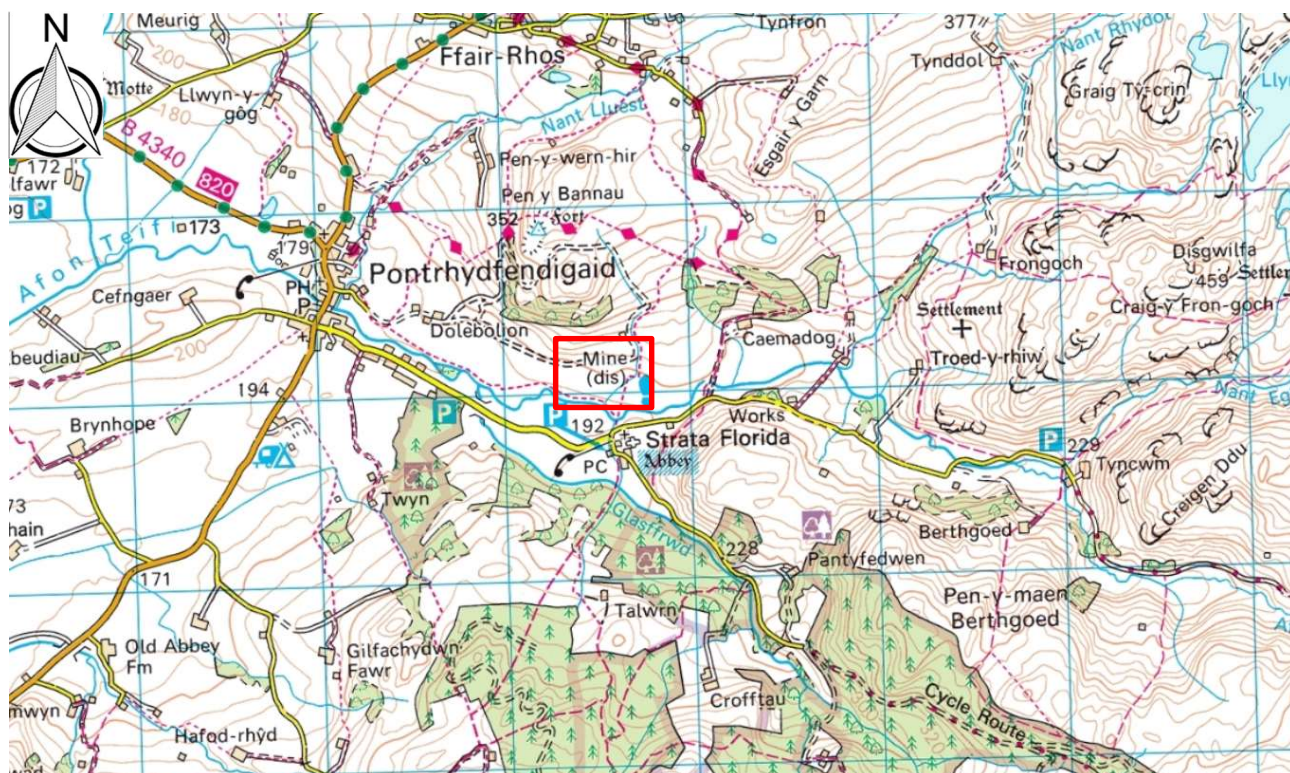 N
Meurig
Tynfron
377
Nant Rhydol
Ffair-Rhos
Tynddol
200
Motte
Llwyn-y-
gôg
180
Graig Ty-crin
Nant Lluest
Esgair y Garn
B 4340
820
Pen-y-wern-hir
172
P
Pen y Bannau
352
Fort
173
179
Afon Teifi
Disgwilfa
459
Frongoch
Pontrhydfendigaid
Cefngaer
PH
P
Craig-y Fron-goch
Settlement
Dolebolion
Caemadog
Troed-y-rhiw
Mine
(dis)
200
194
P
P
192
Works
Brynhope
Strata Florida
Abbey
PC
P
229
Tyncwm
Twyn
Creigen Ddu
Glasffrwd
Berthgoed
228
Pantyfedwen
171
Talwrn
Pen-y-maen
Berthgoed
Old Abbey
Fm
Gilfachydwn
Fawr
Crofftau
Cycle Route
Hafod-rhŷd